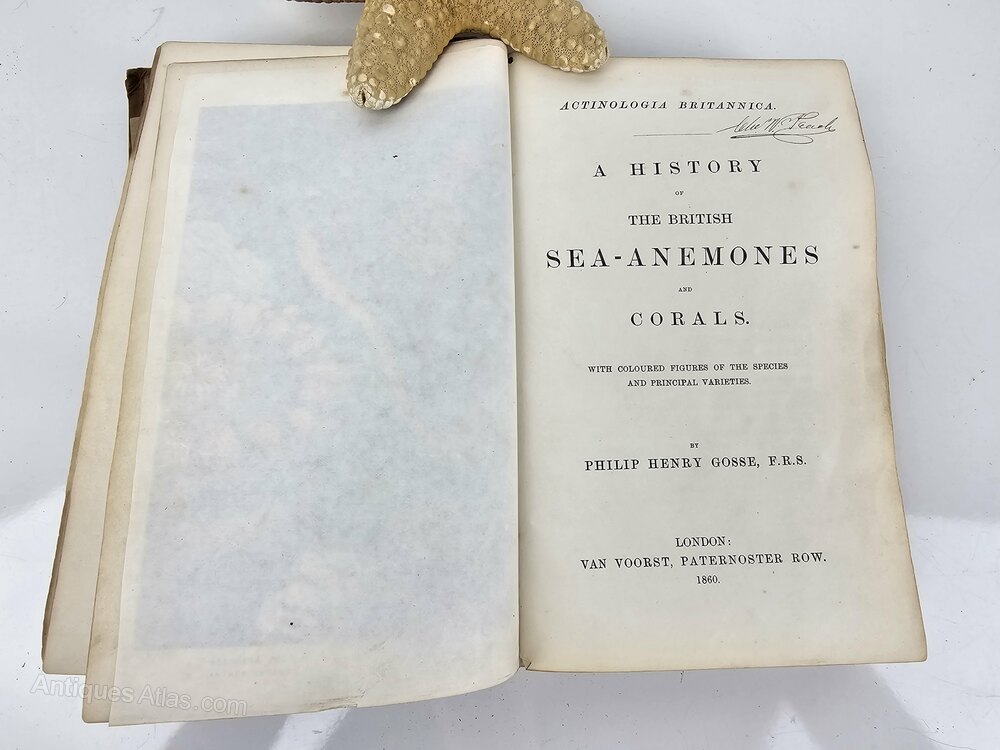 ACTINOLOGIA BRITANNICA.
A HISTORY
OF
THE BRITISH
SEA-ANEMONES
AND
CORALS.
WITH COLOURED FIGURES OF THE SPECIES
AND PRINCIPAL VARIETIES.
BY
PHILIP HENRY GOSSE, F.R.S.
LONDON:
VAN VOORST, PATERNOSTER ROW.
1860.
Antiques Atlas.com